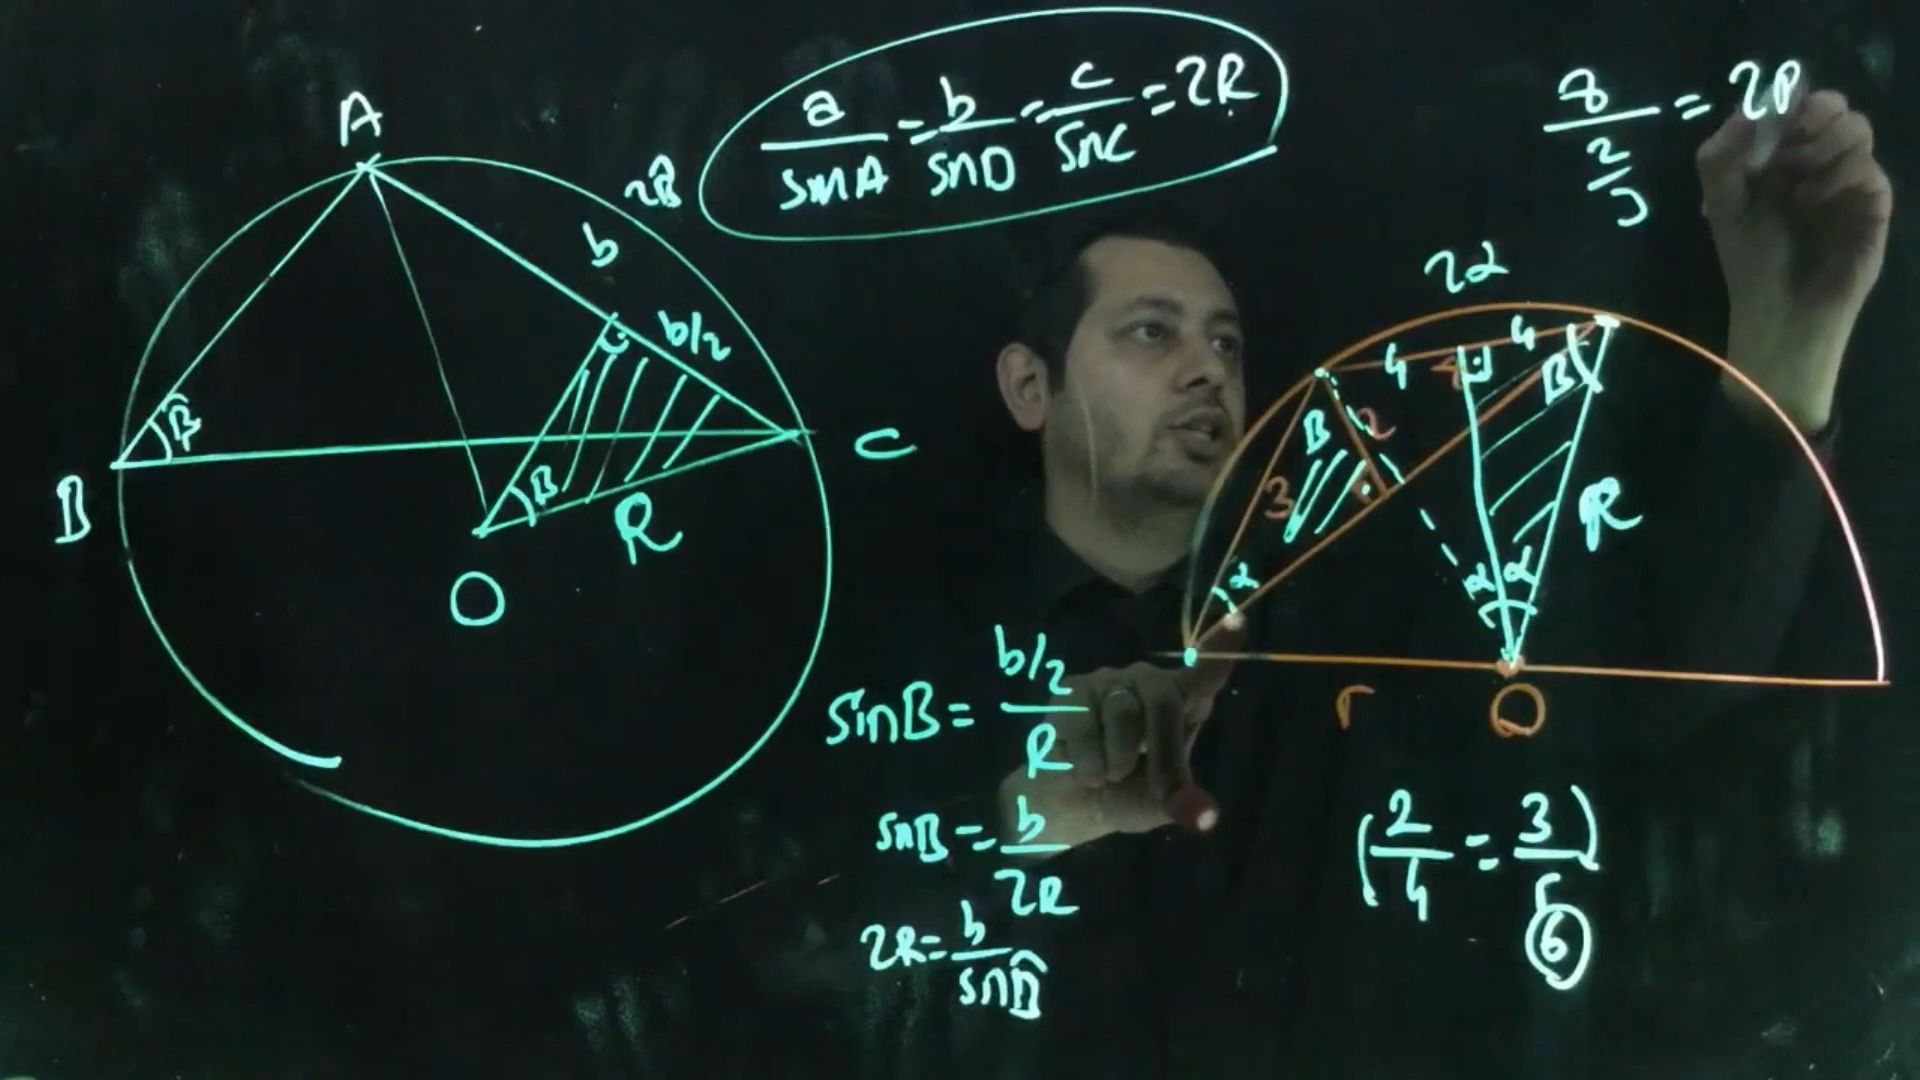 A
a/sinA = b/sinB = c/sinC = 2R
8/(2/3) = 2R
2B̂
b
b/2
B̂
B
C
B
R
O
2α
4
4
B
B
2
3
R
α
α
α
r
O
sinB = (b/2)/R
sinB = b/2R
2R = b/sinB̂
(2/4 = 3/r)
6